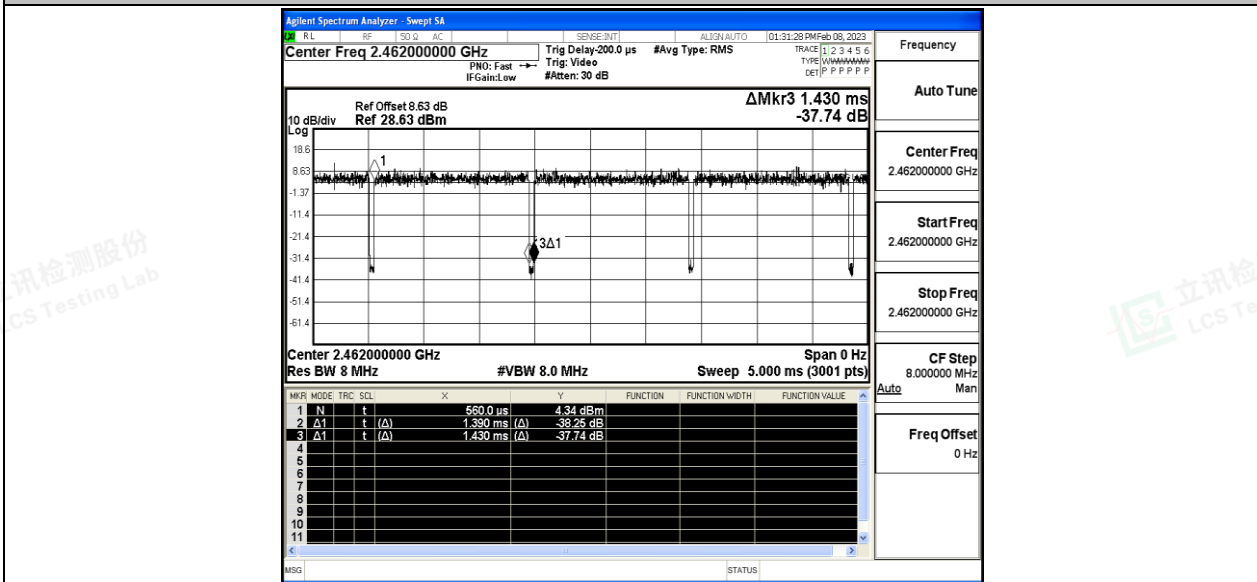 Agilent Spectrum Analyzer - Swept SA
RL RF 50 Ω AC SENSE:INT ALIGN AUTO 01:31:28 PM Feb 08, 2023
Center Freq 2.462000000 GHz
PNO: Fast
IFGain:Low
Trig Delay-200.0 µs
Trig: Video
#Atten: 30 dB
#Avg Type: RMS
TRACE 1 2 3 4 5 6
TYPE
DET P P P P P P
Ref Offset 8.63 dB
10 dB/div Ref 28.63 dBm
Log
ΔMkr3 1.430 ms
-37.74 dB
18.6
8.63
-1.37
-11.4
-21.4
-31.4
-41.4
-51.4
-61.4
1
3Δ1
Center 2.462000000 GHz Span 0 Hz
Res BW 8 MHz #VBW 8.0 MHz Sweep 5.000 ms (3001 pts)
MKR MODE TRC SCL X Y FUNCTION FUNCTION WIDTH FUNCTION VALUE
1 N t 560.0 µs 4.34 dBm
2 Δ1 t (Δ) 1.390 ms (Δ) -38.25 dB
3 Δ1 t (Δ) 1.430 ms (Δ) -37.74 dB
4
5
6
7
8
9
10
11
MSG STATUS
Frequency
Auto Tune
Center Freq
2.462000000 GHz
Start Freq
2.462000000 GHz
Stop Freq
2.462000000 GHz
CF Step
8.000000 MHz
Auto Man
Freq Offset
0 Hz
讯检测股份
LCS Testing Lab
立讯检
LCS Te